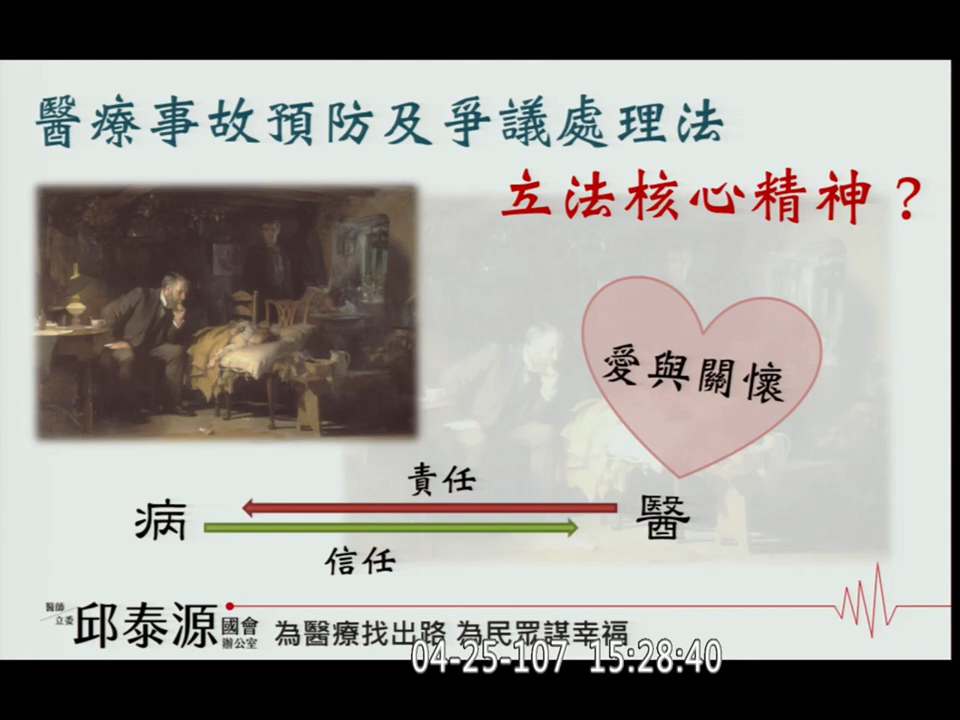 醫療事故預防及爭議處理法
立法核心精神？
愛與關懷
責任
病
醫
信任
醫師
立委
邱泰源
國會
辦公室
為醫療找出路 為民眾謀幸福
04-25-107 15:28:40